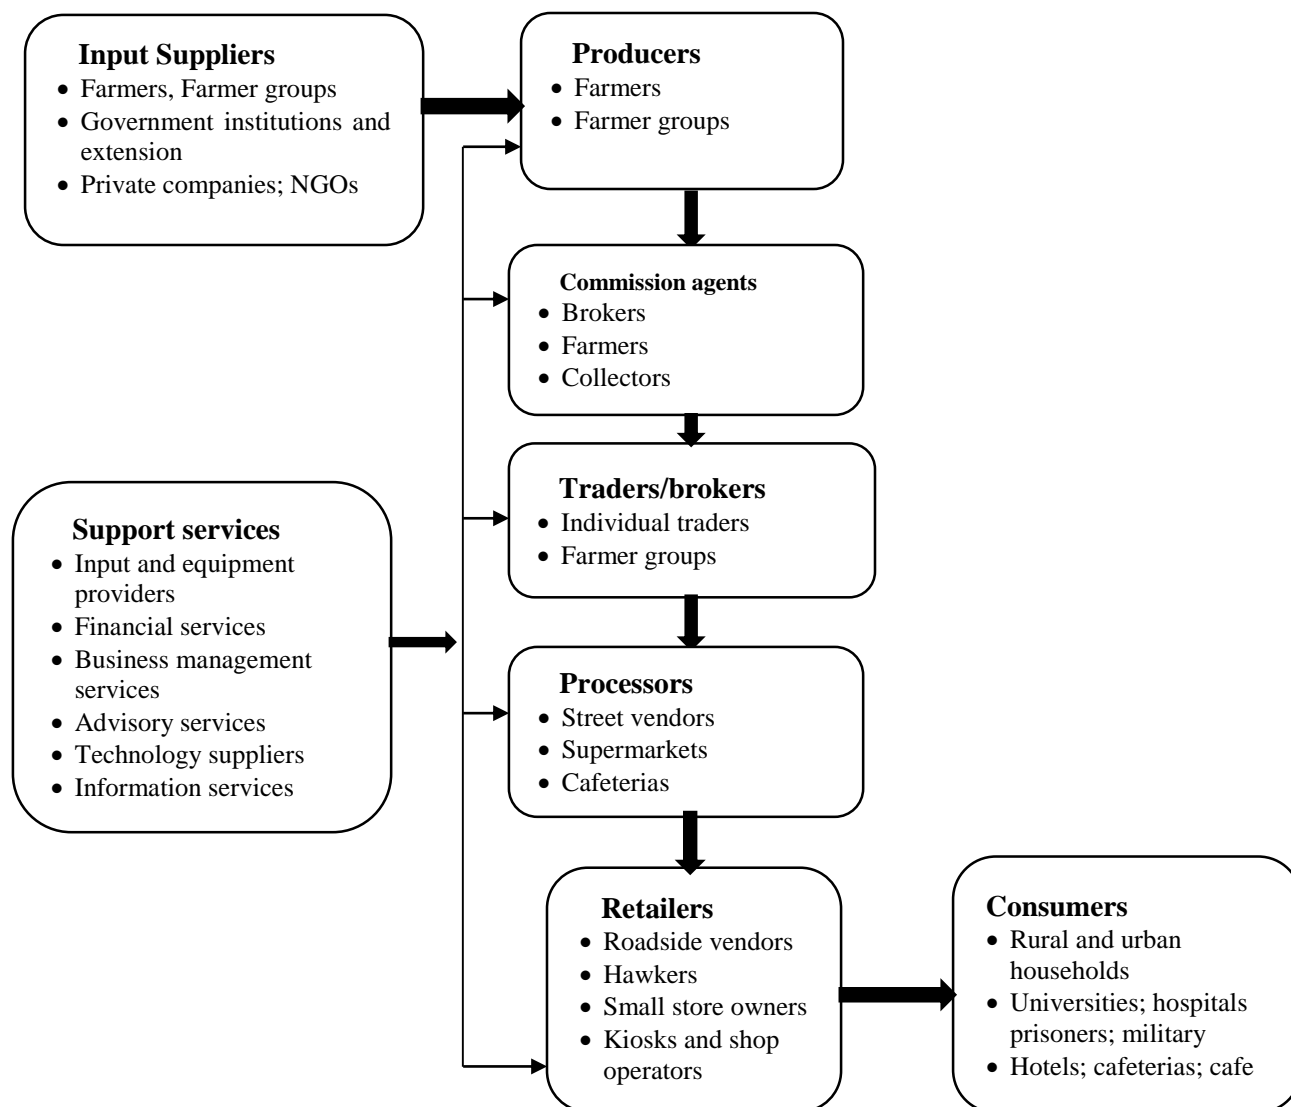 Input Suppliers
• Farmers, Farmer groups
• Government institutions and
extension
• Private companies; NGOs
Producers
• Farmers
• Farmer groups
Commission agents
• Brokers
• Farmers
• Collectors
Traders/brokers
• Individual traders
• Farmer groups
Support services
• Input and equipment
providers
• Financial services
• Business management
services
• Advisory services
• Technology suppliers
• Information services
Processors
• Street vendors
• Supermarkets
• Cafeterias
Retailers
• Roadside vendors
• Hawkers
• Small store owners
• Kiosks and shop
operators
Consumers
• Rural and urban
households
• Universities; hospitals
prisoners; military
• Hotels; cafeterias; cafe